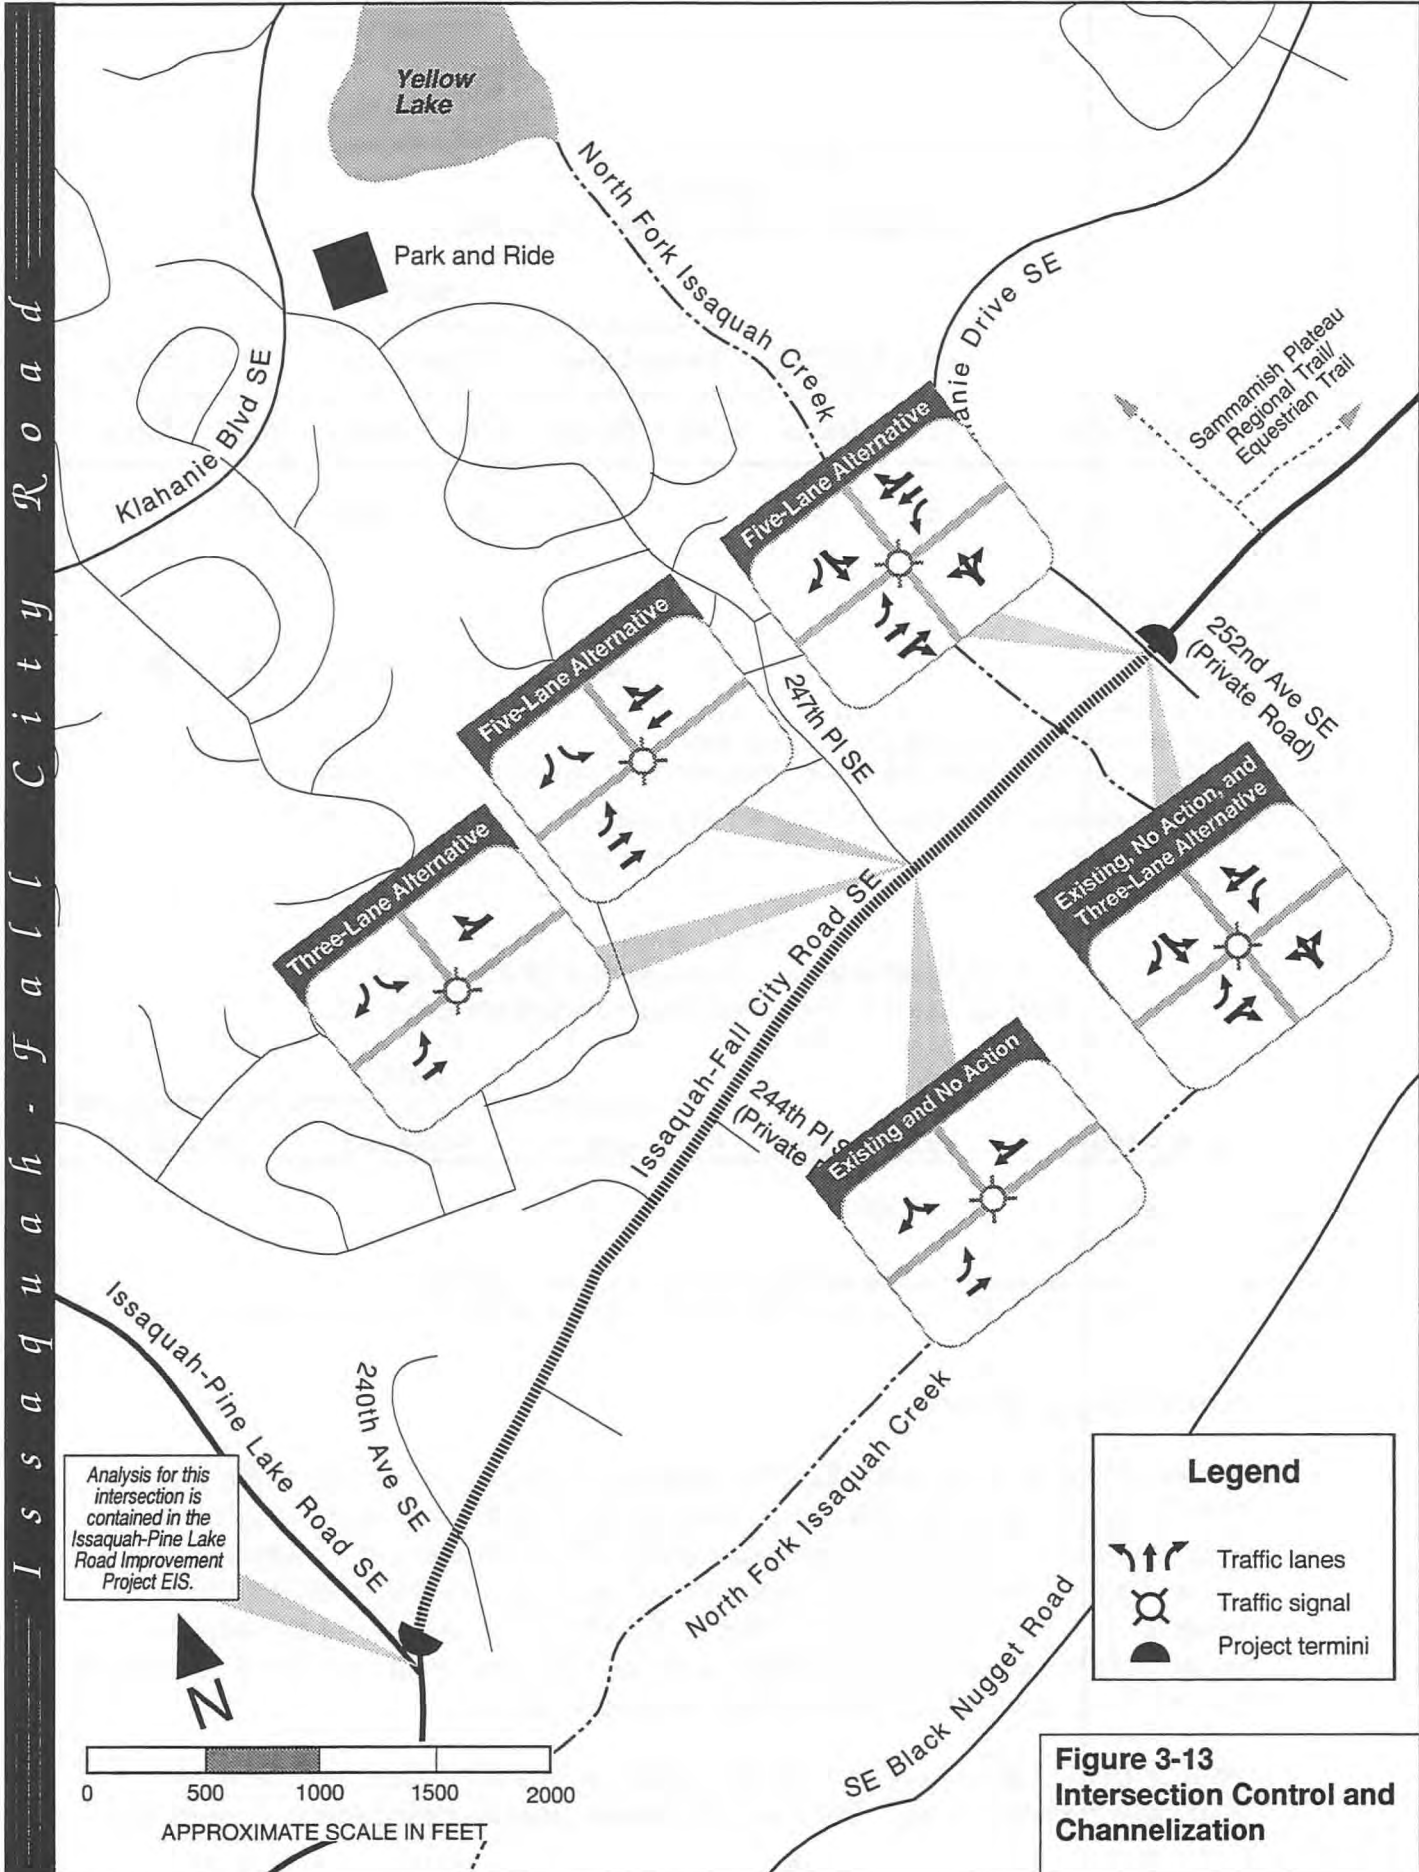 Issaquah-Fall City Road
Yellow
Lake
North Fork Issaquah Creek
Park and Ride
Klahanie Blvd SE
anie Drive SE
Sammamish Plateau
Regional Trail/
Equestrian Trail
Five-Lane Alternative
252nd Ave SE
(Private Road)
Five-Lane Alternative
247th Pl SE
Existing, No Action, and
Three-Lane Alternative
Three-Lane Alternative
Issaquah-Fall City Road SE
244th Pl S
(Private
Existing and No Action
Issaquah-Pine Lake Road SE
240th Ave SE
North Fork Issaquah Creek
Analysis for this
intersection is
contained in the
Issaquah-Pine Lake
Road Improvement
Project EIS.
N
SE Black Nugget Road
Legend
Traffic lanes
Traffic signal
Project termini
0 500 1000 1500 2000
APPROXIMATE SCALE IN FEET
Figure 3-13
Intersection Control and
Channelization